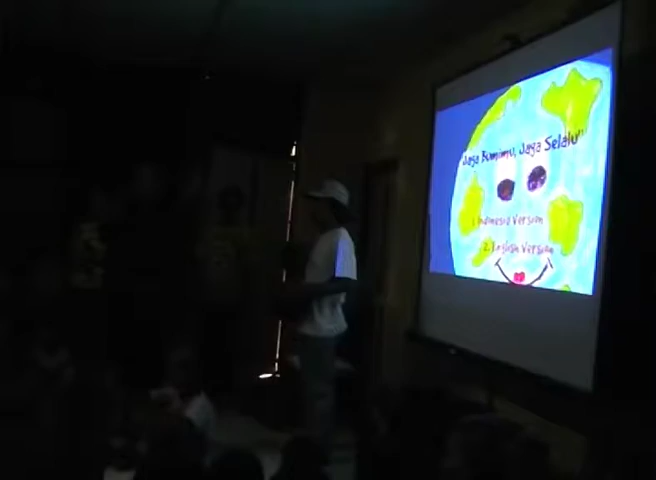 "Jaga Bumimu, Jaga Selalu"
1. Indonesia Version
2. English Version